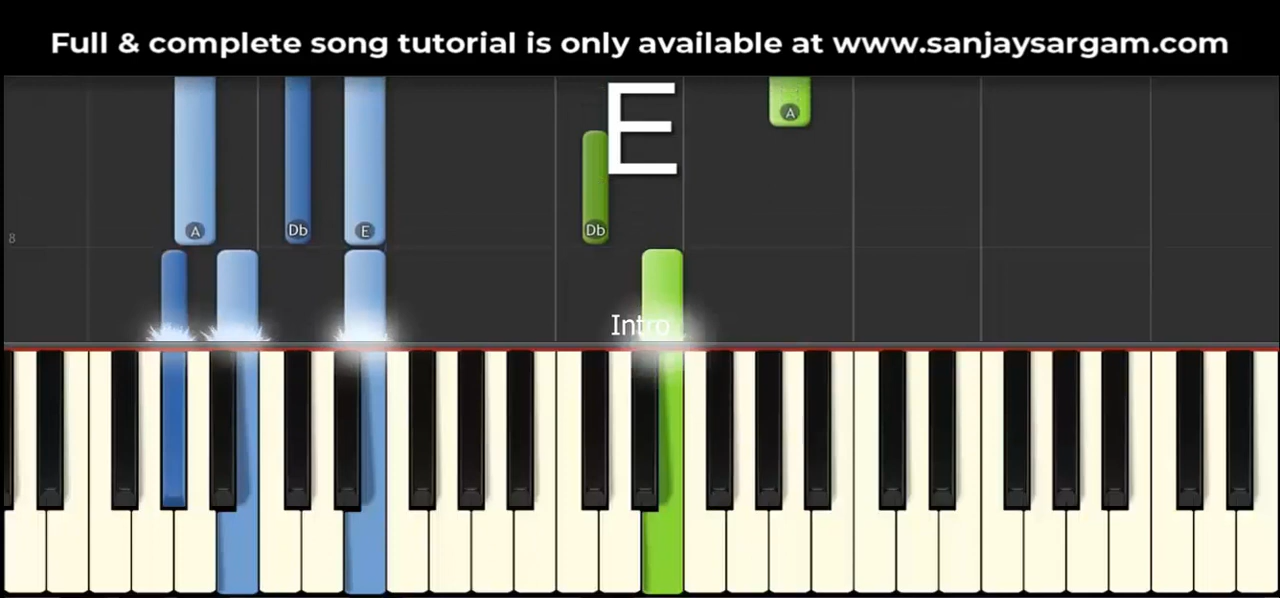 Full & complete song tutorial is only available at www.sanjaysargam.com
E
A
A
Db
E
Db
8
Intro